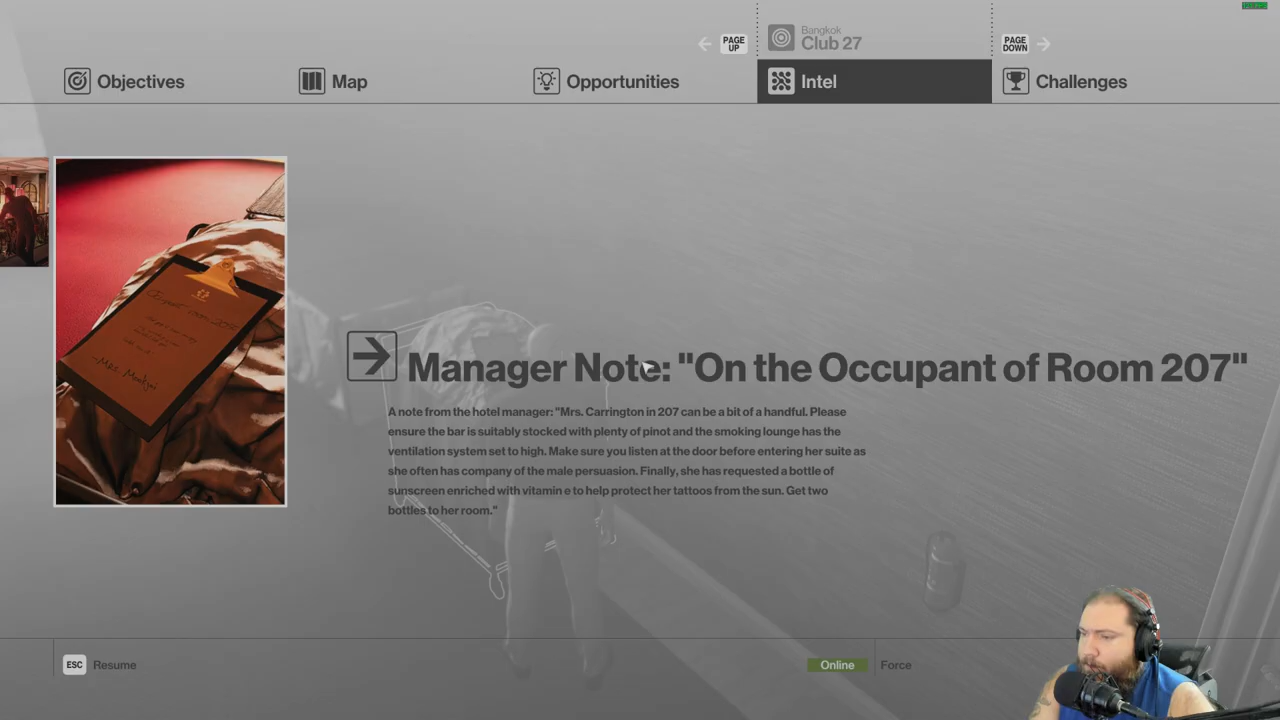 PAGE UP
Bangkok
Club 27
PAGE DOWN
Objectives
Map
Opportunities
Intel
Challenges
Manager Note: "On the Occupant of Room 207"
A note from the hotel manager: "Mrs. Carrington in 207 can be a bit of a handful. Please
ensure the bar is suitably stocked with plenty of pinot and the smoking lounge has the
ventilation system set to high. Make sure you listen at the door before entering her suite as
she often has company of the male persuasion. Finally, she has requested a bottle of
sunscreen enriched with vitamin e to help protect her tattoos from the sun. Get two
bottles to her room."
ESC Resume
Online
Force